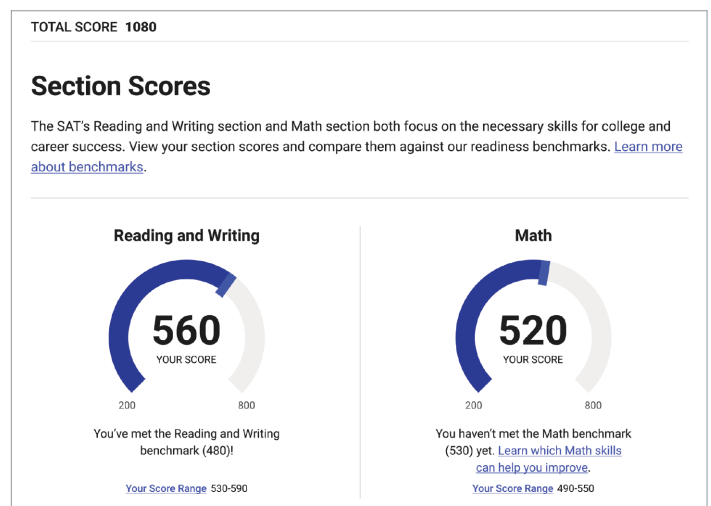 TOTAL SCORE 1080
Section Scores
The SAT’s Reading and Writing section and Math section both focus on the necessary skills for college and
career success. View your section scores and compare them against our readiness benchmarks. Learn more
about benchmarks.
Reading and Writing
560
YOUR SCORE
200 800
You’ve met the Reading and Writing
benchmark (480)!
Your Score Range 530-590
Math
520
YOUR SCORE
200 800
You haven’t met the Math benchmark
(530) yet. Learn which Math skills
can help you improve.
Your Score Range 490-550